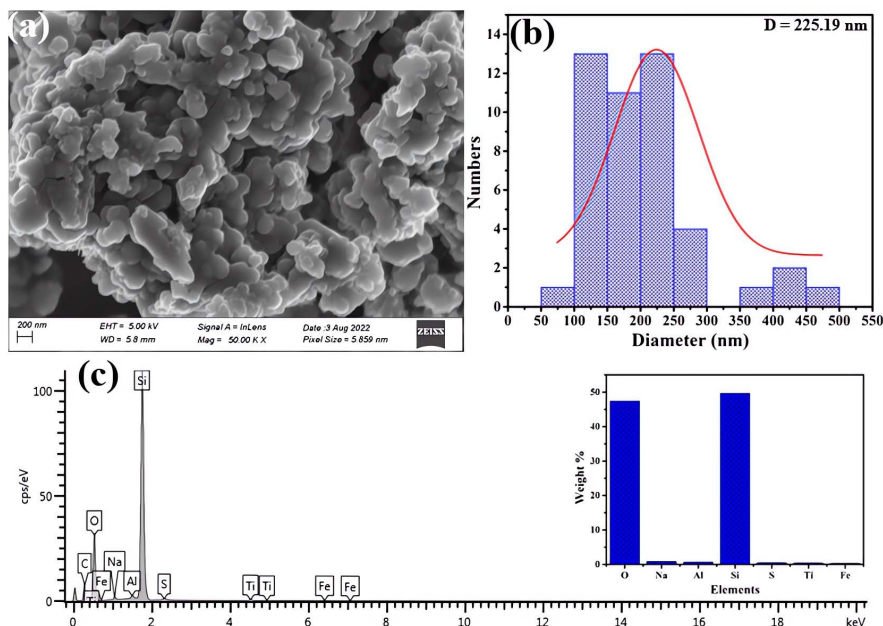 (a)
200 nm
EHT = 5.00 kV
WD = 5.8 mm
Signal A = InLens
Mag = 50.00 K X
Date :3 Aug 2022
Pixel Size = 5.859 nm
ZEISS
(b)
D = 225.19 nm
14
12
10
8
6
4
2
0
Numbers
0 50 100 150 200 250 300 350 400 450 500 550
Diameter (nm)
(c)
100
50
0
cps/eV
Si
O
C
Na
Fe
Al
S
Ti
Ti
Ti
Fe
Fe
0 2 4 6 8 10 12 14 16 18 keV
50
40
30
20
10
0
Weight %
O Na Al Si S Ti Fe
Elements